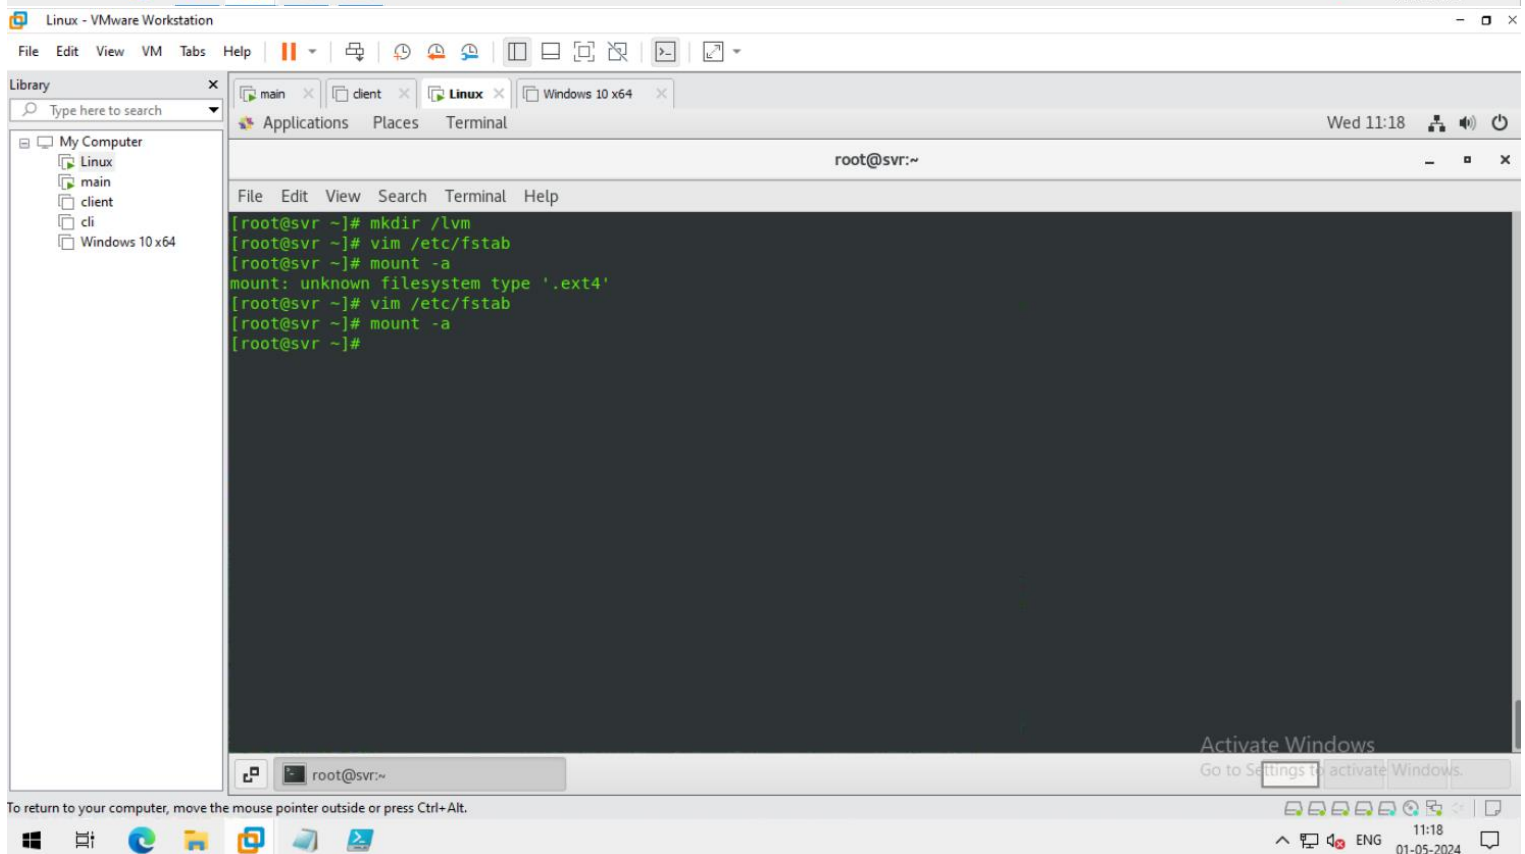 Linux - VMware Workstation
File Edit View VM Tabs Help
Library
Type here to search
My Computer
Linux
main
client
cli
Windows 10 x64
main client Linux Windows 10 x64
Applications Places Terminal Wed 11:18
root@svr:~
File Edit View Search Terminal Help
[root@svr ~]# mkdir /lvm
[root@svr ~]# vim /etc/fstab
[root@svr ~]# mount -a
mount: unknown filesystem type '.ext4'
[root@svr ~]# vim /etc/fstab
[root@svr ~]# mount -a
[root@svr ~]#
Activate Windows
Go to Settings to activate Windows.
root@svr:~
To return to your computer, move the mouse pointer outside or press Ctrl+Alt.
ENG 11:18
01-05-2024